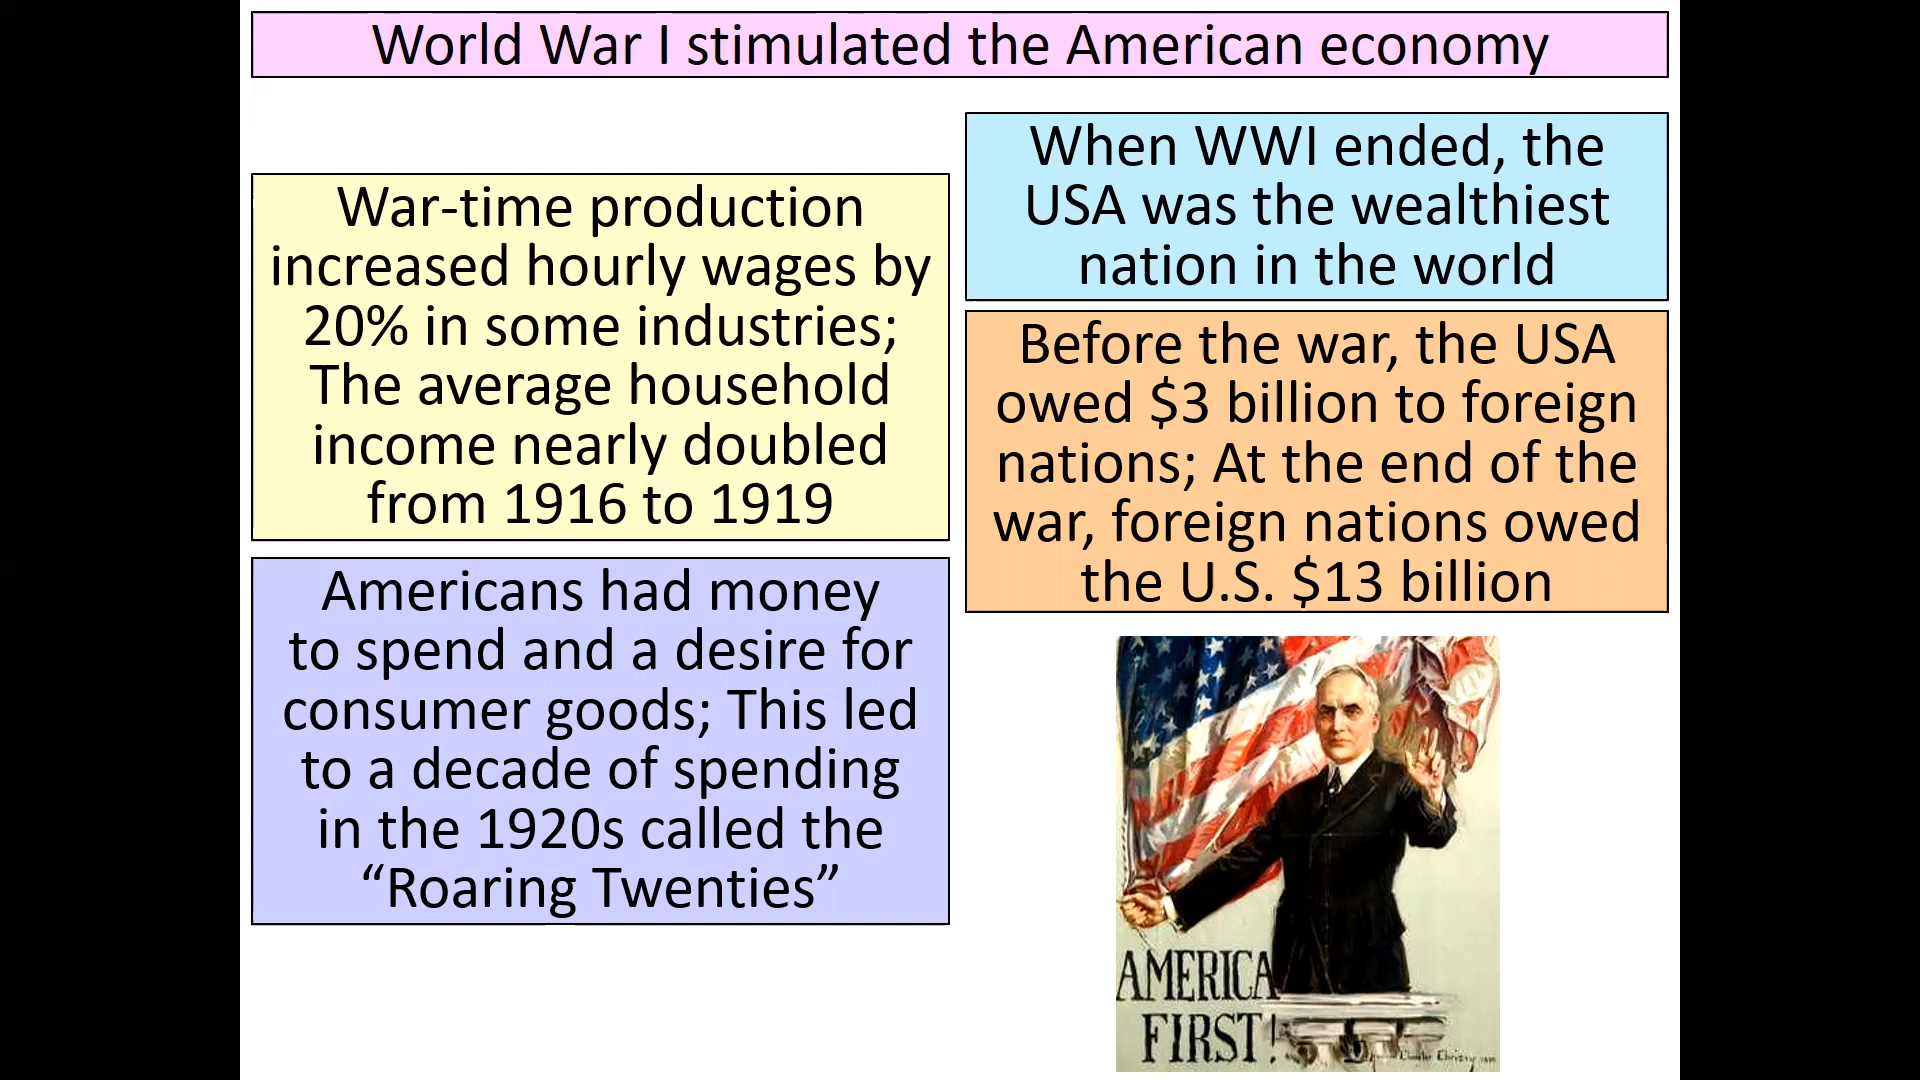 World War I stimulated the American economy
War-time production
increased hourly wages by
20% in some industries;
The average household
income nearly doubled
from 1916 to 1919
Americans had money
to spend and a desire for
consumer goods; This led
to a decade of spending
in the 1920s called the
“Roaring Twenties”
When WWI ended, the
USA was the wealthiest
nation in the world
Before the war, the USA
owed $3 billion to foreign
nations; At the end of the
war, foreign nations owed
the U.S. $13 billion
AMERICA
FIRST!
Chandler Christy